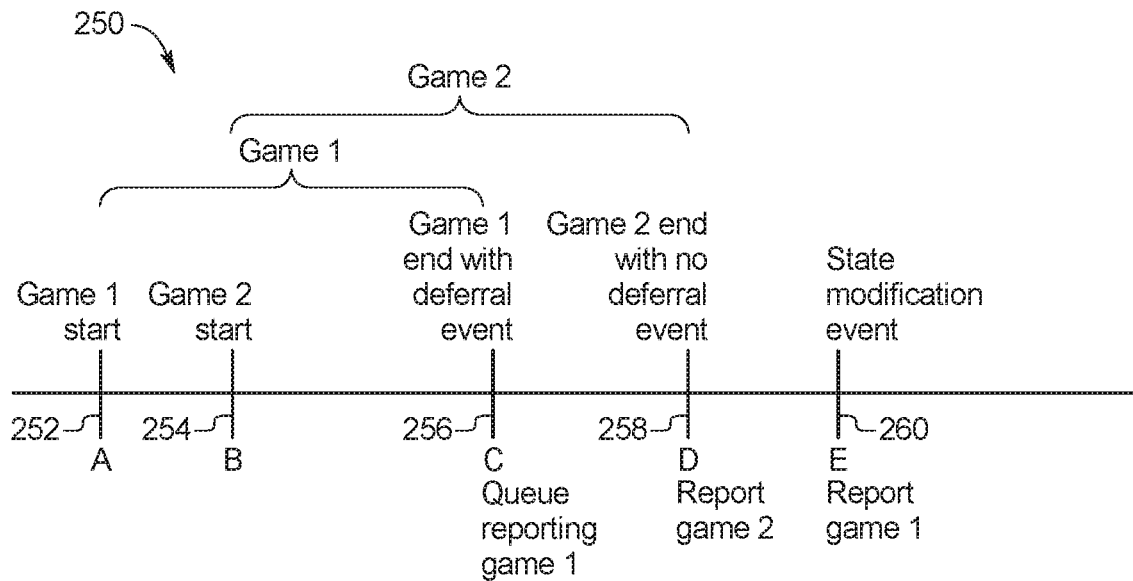 250
Game 2
Game 1
Game 1
start
Game 2
start
Game 1
end with
deferral
event
Game 2 end
with no
deferral
event
State
modification
event
252
254
256
258
260
A
B
C
Queue
reporting
game 1
D
Report
game 2
E
Report
game 1